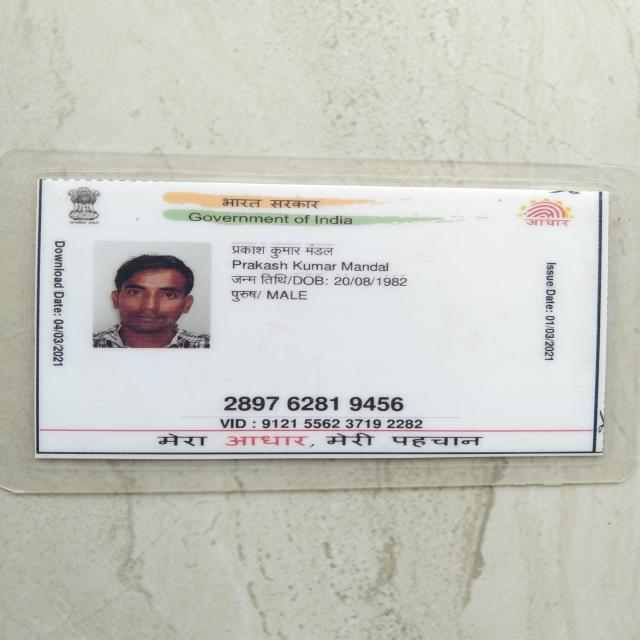 भारत सरकार
Government of India
आधार
Download Date: 04/03/2021
प्रकाश कुमार मंडल
Prakash Kumar Mandal
जन्म तिथि/DOB: 20/08/1982
पुरुष/ MALE
Issue Date: 01/03/2021
2897 6281 9456
VID : 9121 5562 3719 2282
मेरा आधार, मेरी पहचान